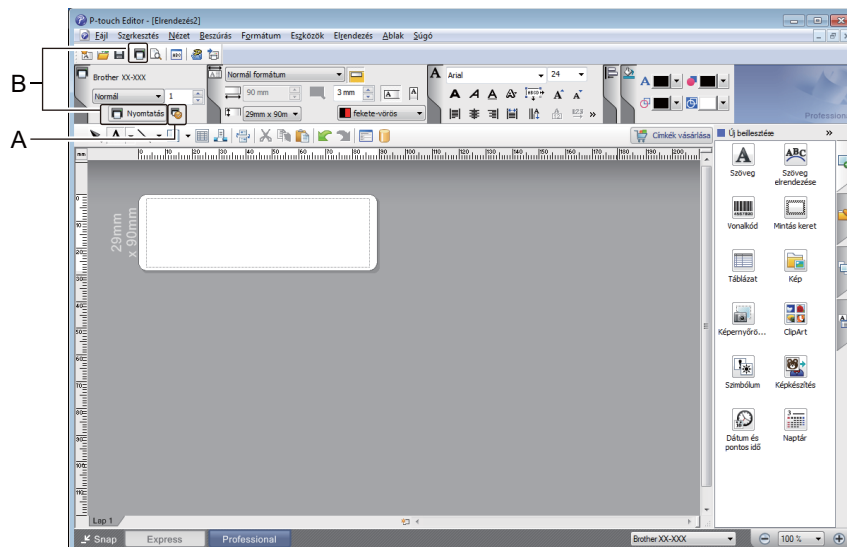 P-touch Editor - [Elrendezés2]
Fájl Szerkesztés Nézet Beszúrás Formátum Eszközök Elrendezés Ablak Súgó
B
Brother XX-XXX
Normál 1
Nyomtatás
Normál formátum
90 mm 3 mm
29mm x 90m fekete-vörös
Arial 24
Professional
A
Címkék vásárlása
Új beillesztése
mm
29mm
x 90mm
Szöveg
Szöveg
elrendezése
Vonalkód
Mintás keret
Táblázat
Kép
Képernyőro...
ClipArt
Szimbólum
Képkészítés
Dátum és
pontos idő
Naptár
Lap 1
Snap Express Professional
Brother XX-XXX 100 %